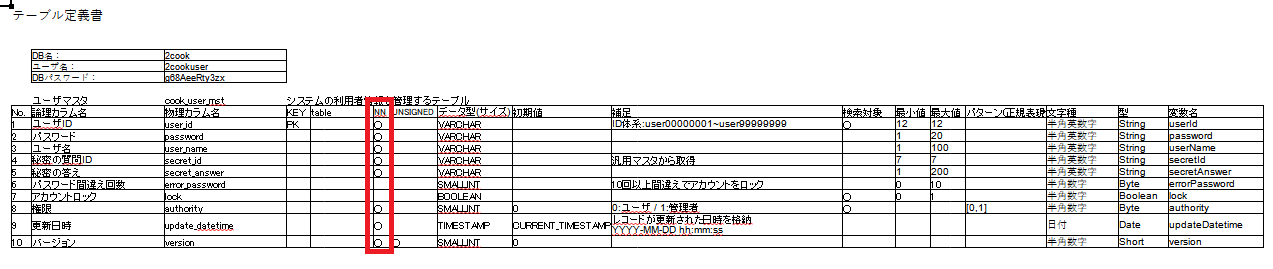 テーブル定義書
DB名： 2cook
ユーザ名： 2cookuser
DBパスワード： g68AeeRty3zx
ユーザマスタ cook_user_mst システムの利用者情報を管理するテーブル
No. 論理カラム名 物理カラム名 KEY table NN UNSIGNED データ型(サイズ) 初期値 補足 検索対象 最小値 最大値 パターン(正規表現 文字種 型 変数名
1 ユーザID user_id PK ○ VARCHAR ID体系:user00000001~user99999999 ○ 12 12 半角英数字 String userId
2 パスワード password ○ VARCHAR 1 20 半角英数字 String password
3 ユーザ名 user_name ○ VARCHAR 1 100 半角英数字 String userName
4 秘密の質問ID secret_id ○ VARCHAR 汎用マスタから取得 7 7 半角英数字 String secretId
5 秘密の答え secret_answer ○ VARCHAR 1 200 半角英数字 String secretAnswer
6 パスワード間違え回数 error_password SMALLINT 10回以上間違えでアカウントをロック 0 10 半角数字 Byte errorPassword
7 アカウントロック lock BOOLEAN ○ 0 1 半角数字 Boolean lock
8 権限 authority ○ SMALLINT 0 0:ユーザ / 1:管理者 ○ [0,1] 半角数字 Byte authority
9 更新日時 update_datetime ○ TIMESTAMP CURRENT_TIMESTAMP レコードが更新された日時を格納 日付 Date updateDatetime
YYYY-MM-DD hh:mm:ss
10 バージョン version ○ ○ SMALLINT 0 半角数字 Short version